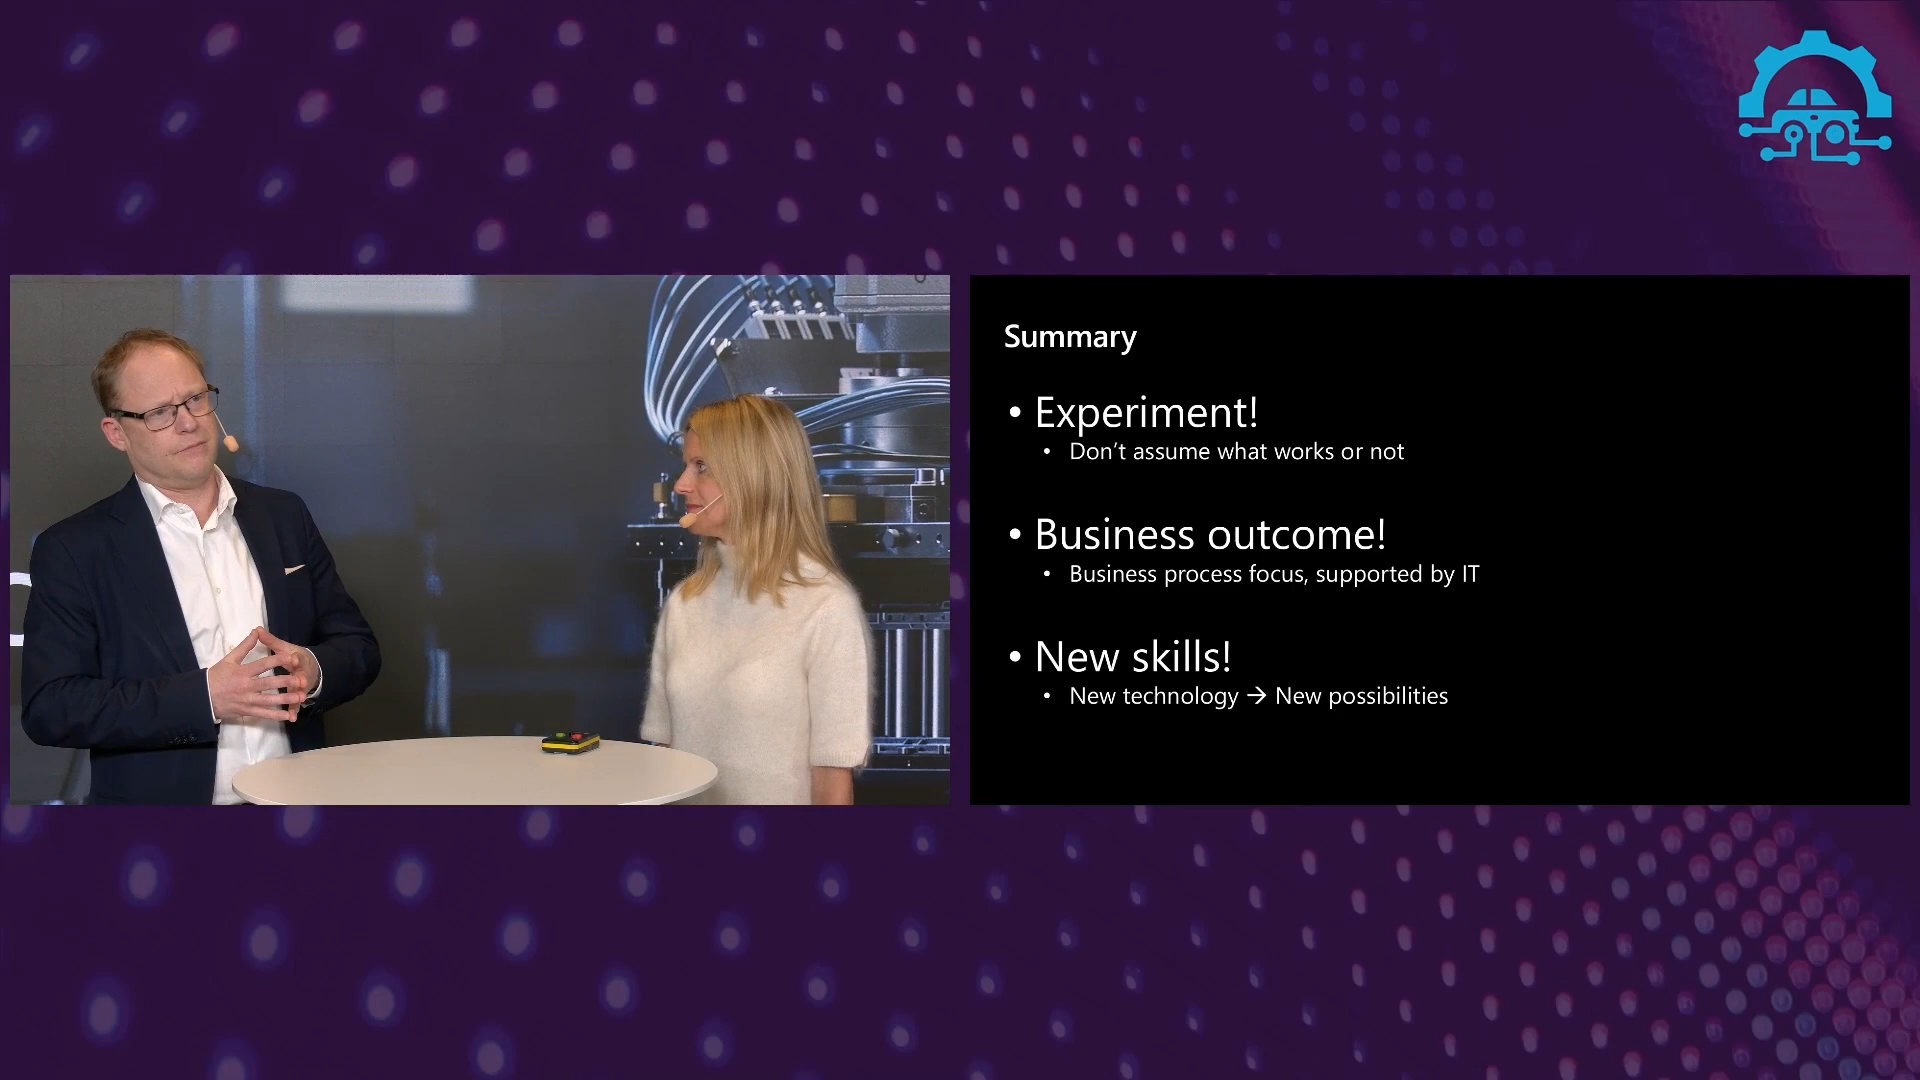 Summary
• Experiment!
• Don’t assume what works or not
• Business outcome!
• Business process focus, supported by IT
• New skills!
• New technology → New possibilities